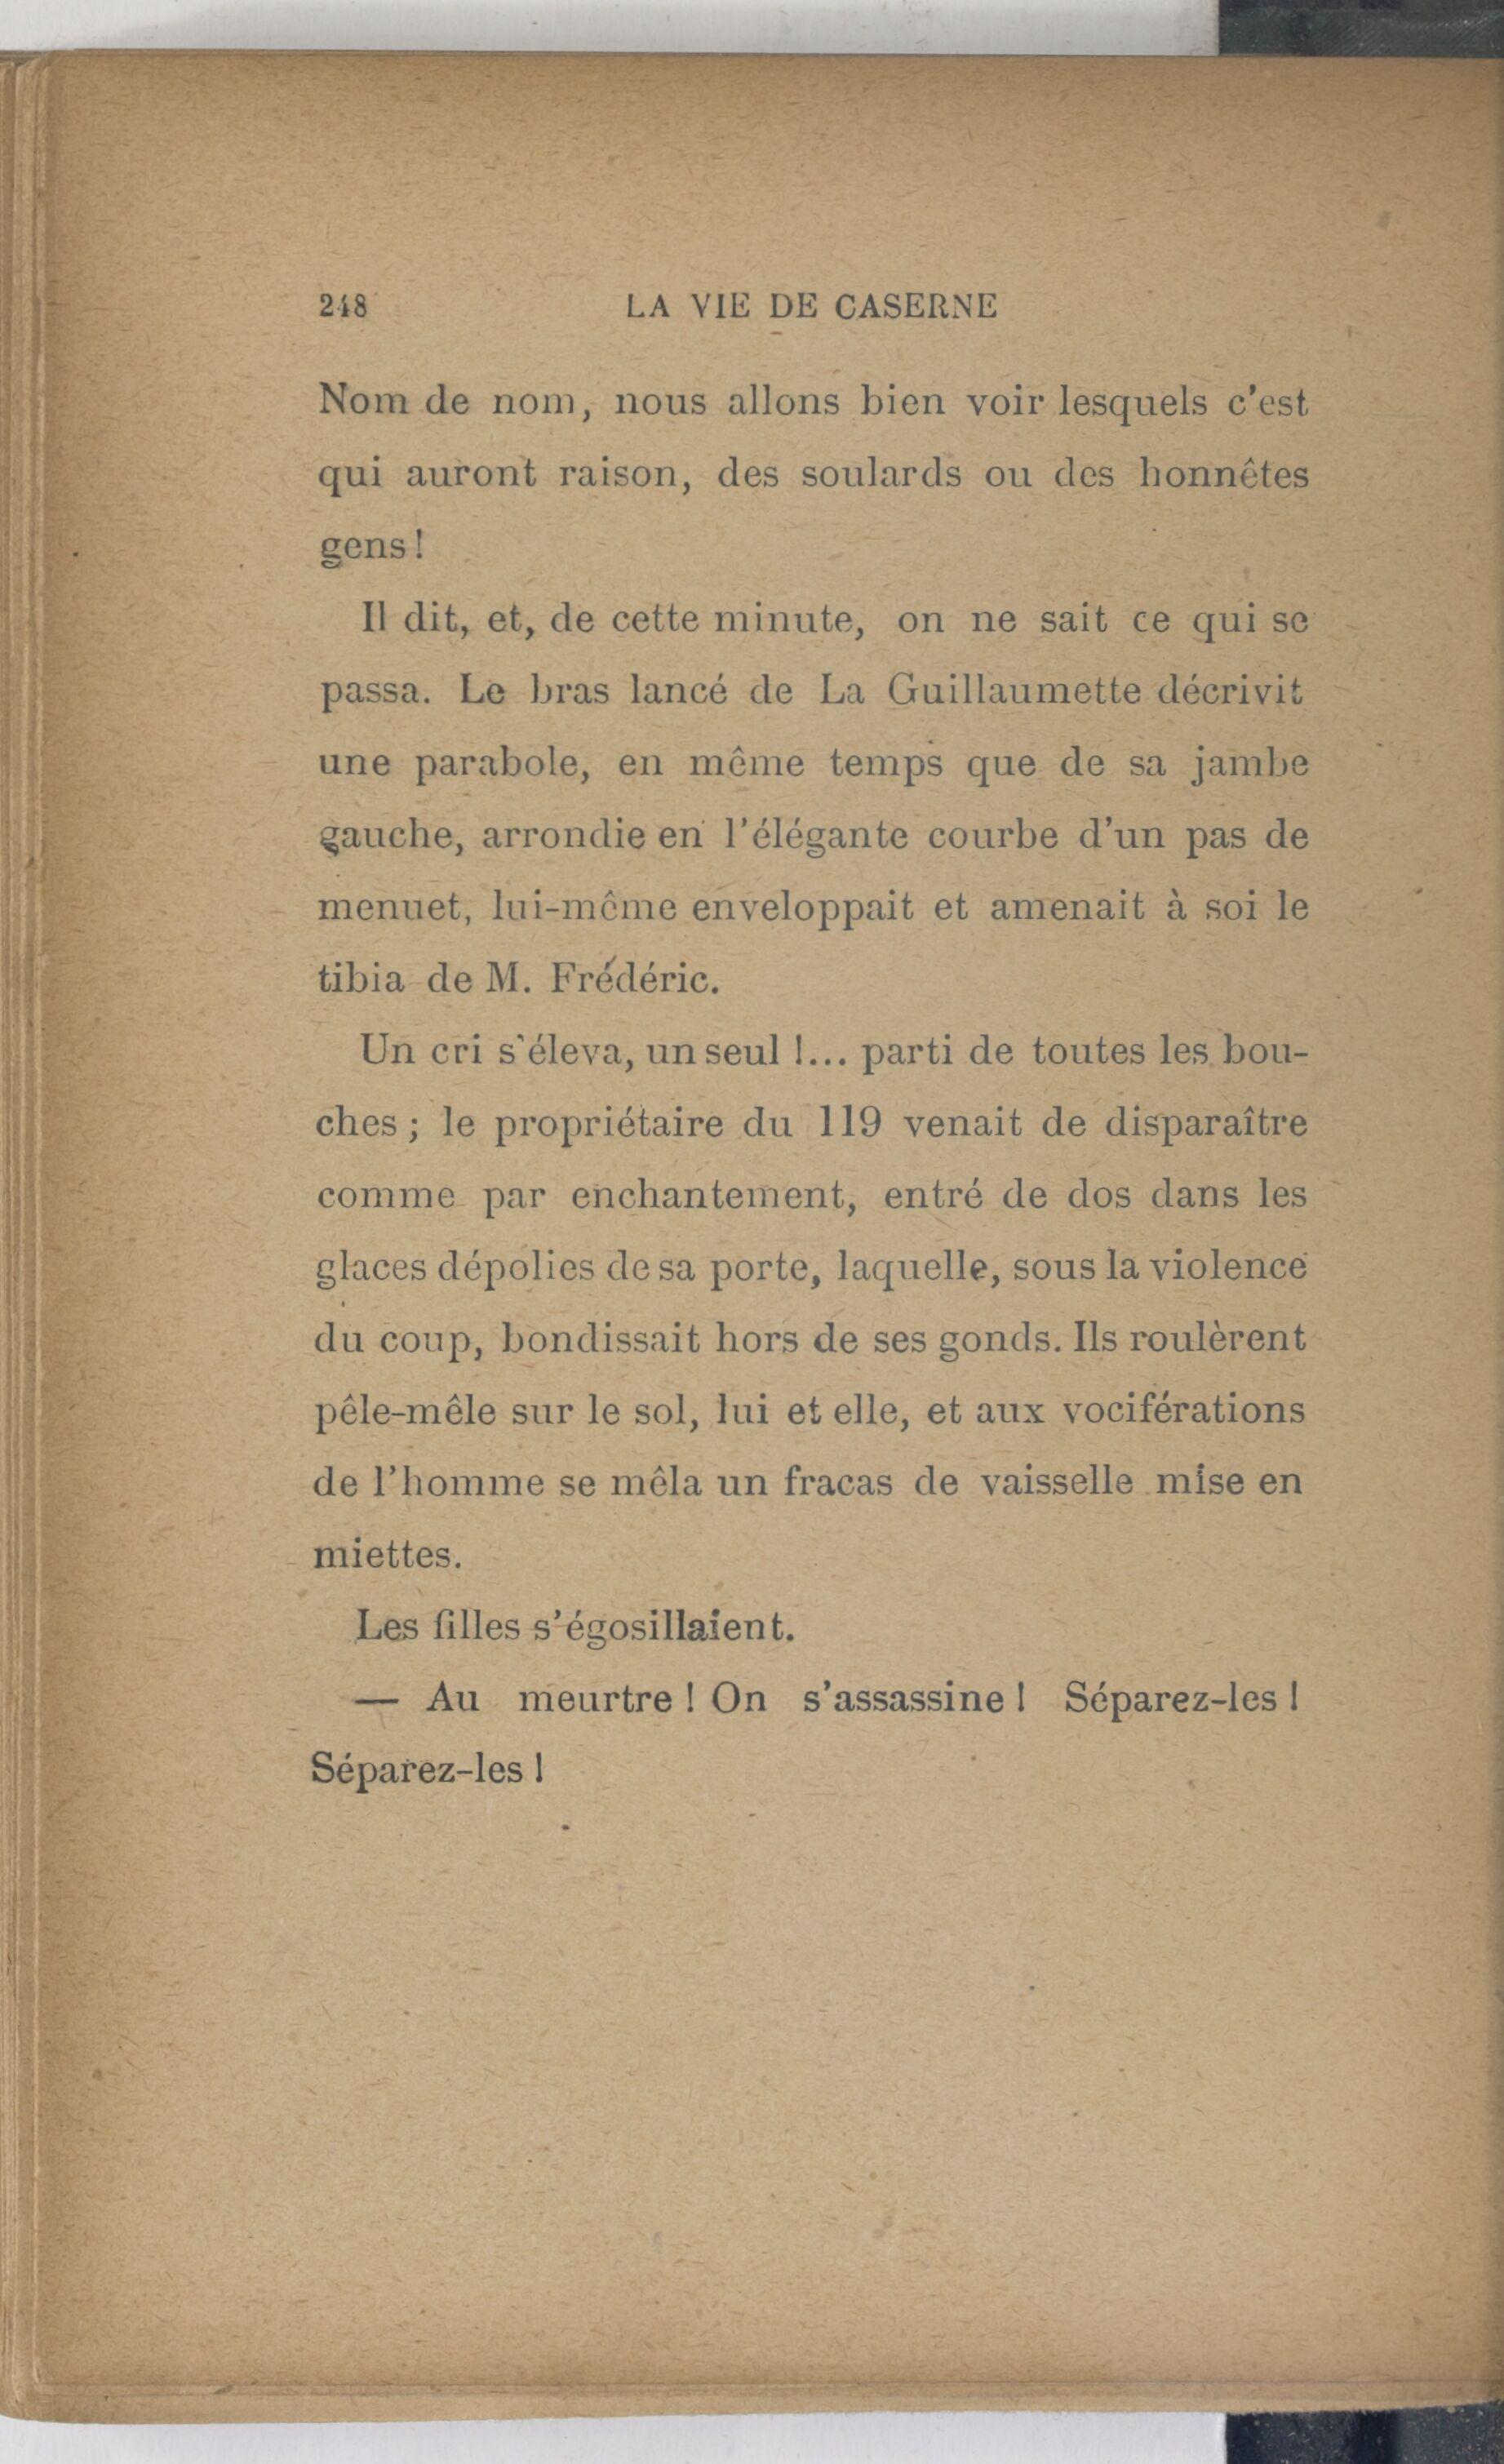 248 LA VIE DE CASERNE
Nom de nom, nous allons bien voir lesquels c'est
qui auront raison, des soulards ou des honnêtes
gens !
Il dit, et, de cette minute, on ne sait ce qui se
passa. Le bras lancé de La Guillaumette décrivit
une parabole, en même temps que de sa jambe
gauche, arrondie en l'élégante courbe d'un pas de
menuet, lui-même enveloppait et amenait à soi le
tibia de M. Frédéric.
Un cri s'éleva, un seul !... parti de toutes les bou-
ches ; le propriétaire du 119 venait de disparaître
comme par enchantement, entré de dos dans les
glaces dépolies de sa porte, laquelle, sous la violence
du coup, bondissait hors de ses gonds. Ils roulèrent
pêle-mêle sur le sol, lui et elle, et aux vociférations
de l'homme se mêla un fracas de vaisselle mise en
miettes.
Les filles s'égosillaient.
— Au meurtre ! On s'assassine ! Séparez-les !
Séparez-les !